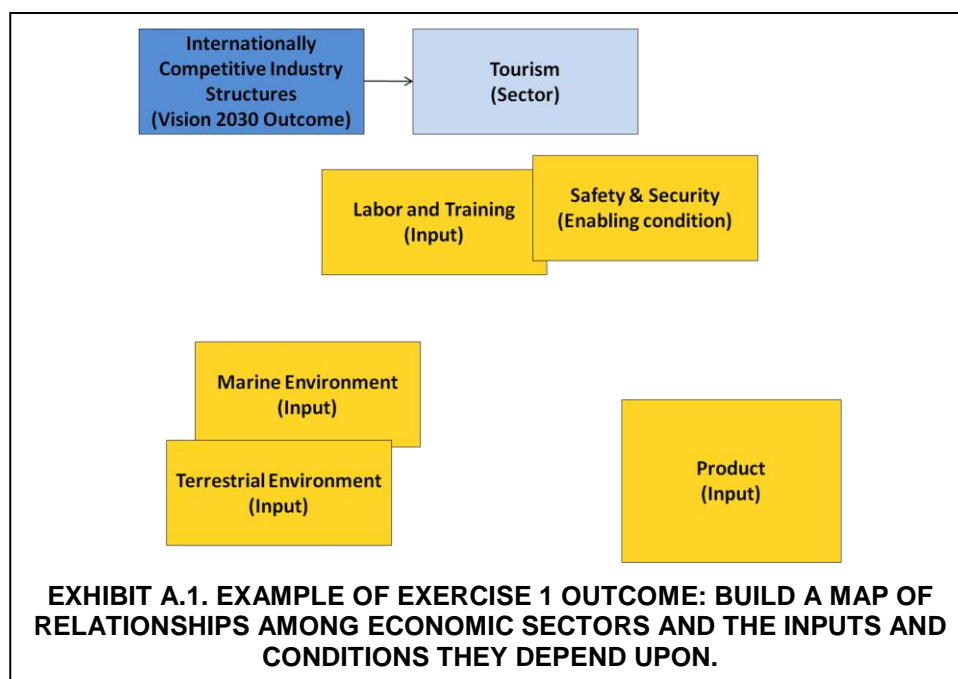 Internationally
Competitive Industry
Structures
(Vision 2030 Outcome)
Tourism
(Sector)
Labor and Training
(Input)
Safety & Security
(Enabling condition)
Marine Environment
(Input)
Terrestrial Environment
(Input)
Product
(Input)
EXHIBIT A.1. EXAMPLE OF EXERCISE 1 OUTCOME: BUILD A MAP OF
RELATIONSHIPS AMONG ECONOMIC SECTORS AND THE INPUTS AND
CONDITIONS THEY DEPEND UPON.